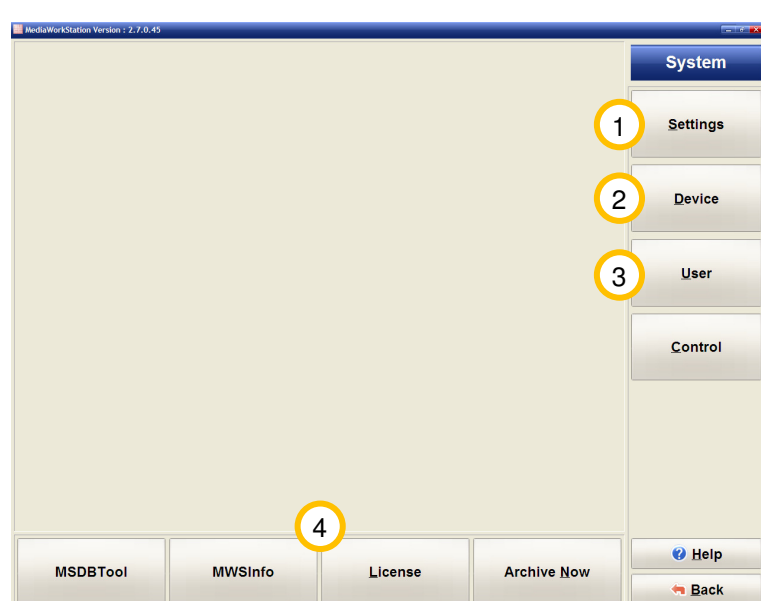 MediaWorkStation Version : 2.7.0.45
System
1
Settings
2
Device
3
User
Control
4
MSDBTool
MWSInfo
License
Archive Now
Help
Back